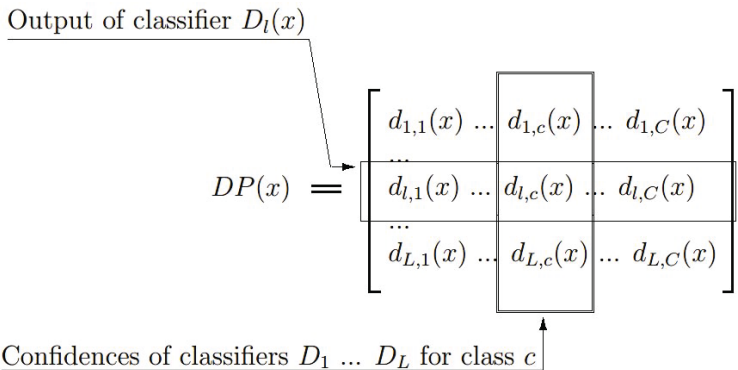 Output of classifier D_l(x)
d_{1,1}(x) ... d_{1,c}(x) ... d_{1,C}(x)
...
DP(x) = d_{l,1}(x) ... d_{l,c}(x) ... d_{l,C}(x)
...
d_{L,1}(x) ... d_{L,c}(x) ... d_{L,C}(x)
Confidences of classifiers D_1 ... D_L for class c